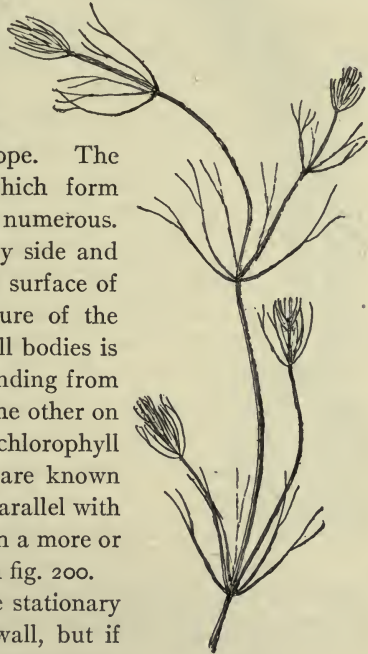 ope. The
hich form
numerous.
y side and
surface of
ure of the
ll bodies is
nding from
ne other on
chlorophyll
are known
arallel with
n a more or
fig. 200.
e stationary
wall, but if